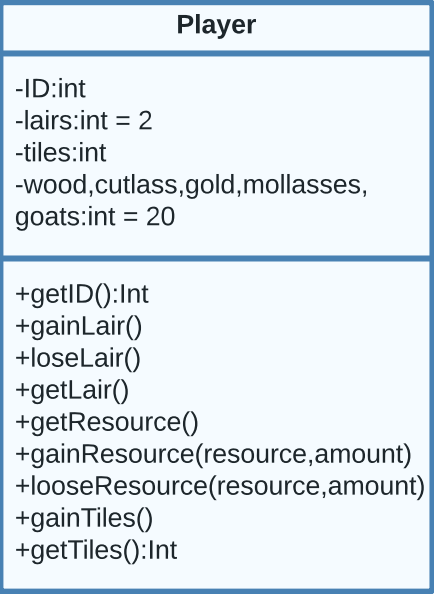 Player
-ID:int
-lairs:int = 2
-tiles:int
-wood,cutlass,gold,mollasses,
goats:int = 20
+getID():Int
+gainLair()
+loseLair()
+getLair()
+getResource()
+gainResource(resource,amount)
+looseResource(resource,amount)
+gainTiles()
+getTiles():Int